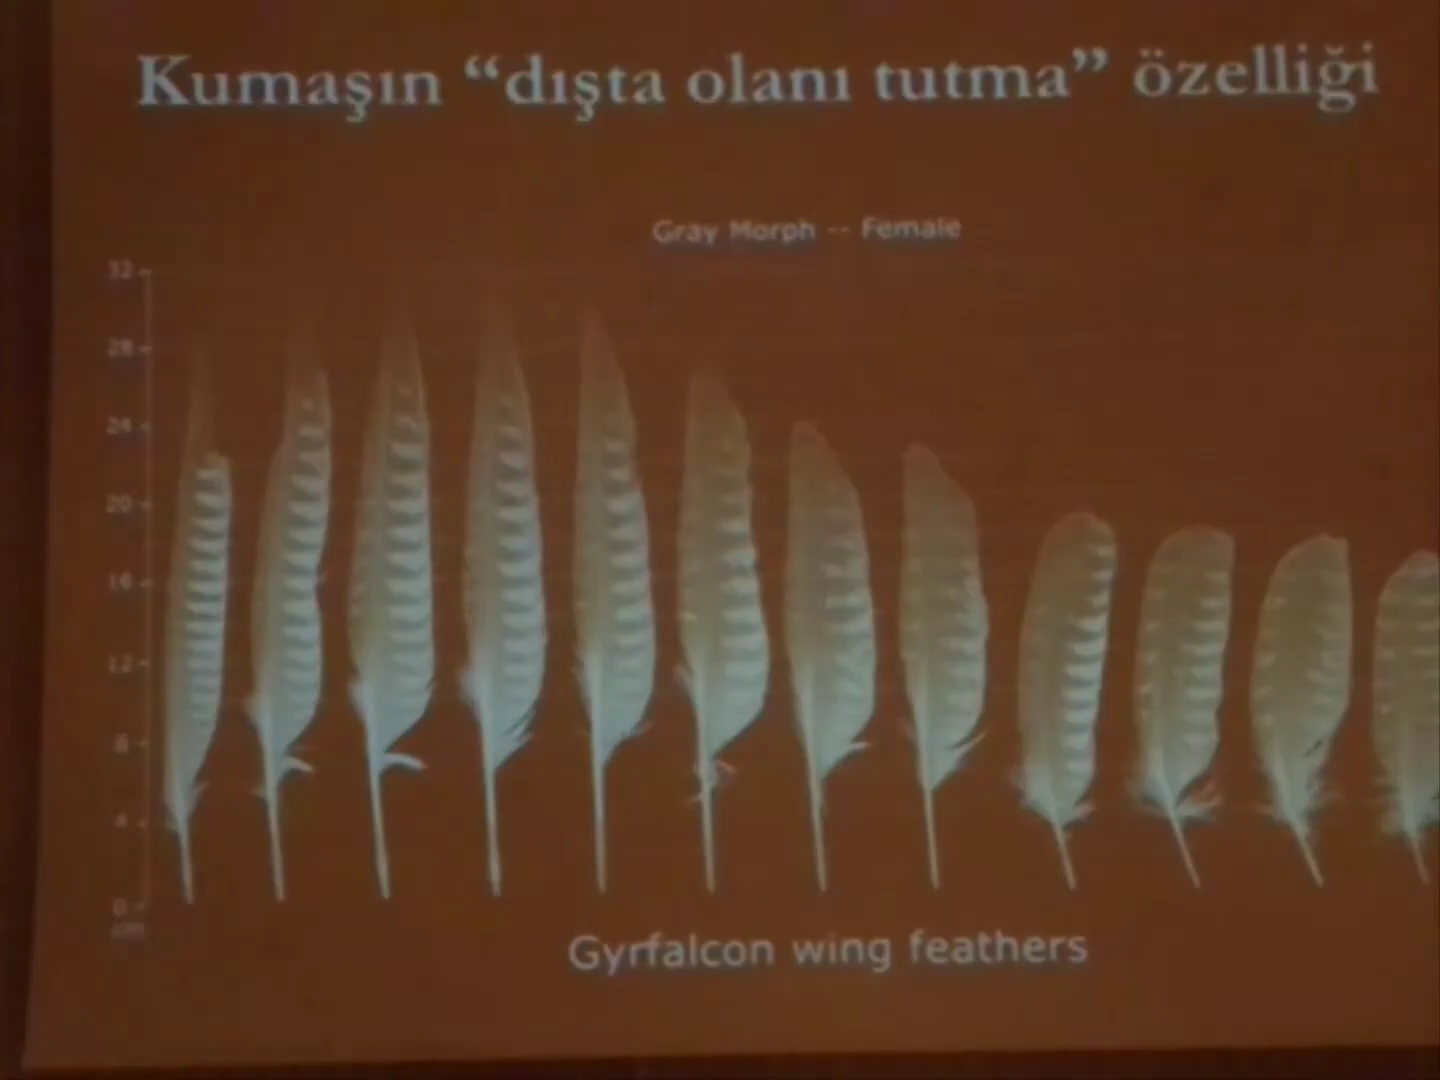 Kumaşın “dışta olanı tutma” özelliği
Gray Morph -- Female
32
28
24
20
16
12
8
4
0
cm
Gyrfalcon wing feathers